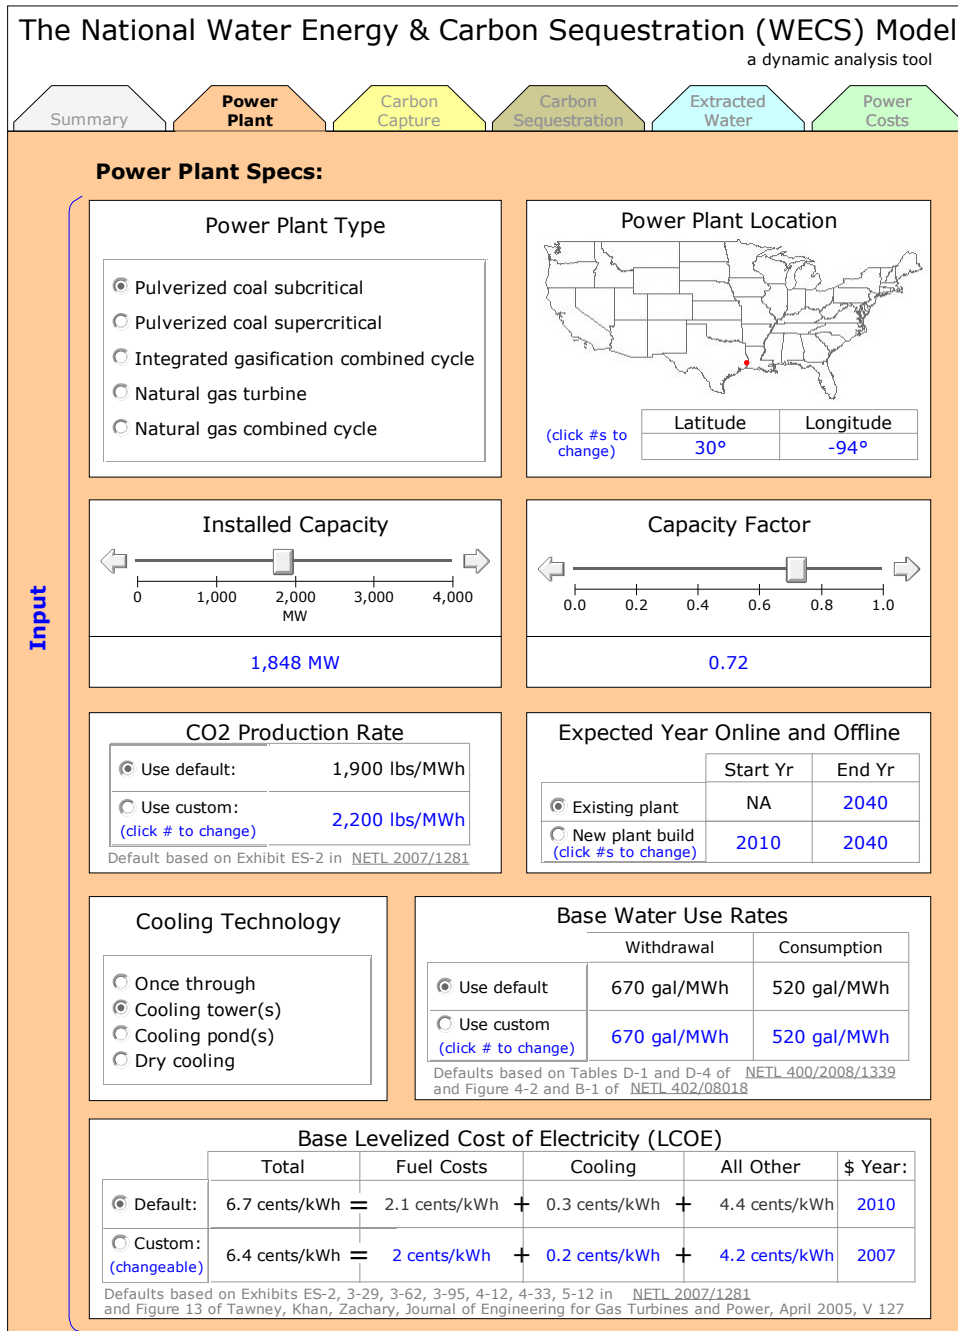 The National Water Energy & Carbon Sequestration (WECS) Model
a dynamic analysis tool
Summary
Power
Plant
Carbon
Capture
Carbon
Sequestration
Extracted
Water
Power
Costs
Power Plant Specs:
Input
Power Plant Type
Pulverized coal subcritical
Pulverized coal supercritical
Integrated gasification combined cycle
Natural gas turbine
Natural gas combined cycle
Power Plant Location
(click #s to
change)
Latitude Longitude
30° -94°
Installed Capacity
0 1,000 2,000 3,000 4,000
MW
1,848 MW
Capacity Factor
0.0 0.2 0.4 0.6 0.8 1.0
0.72
CO2 Production Rate
Use default: 1,900 lbs/MWh
Use custom: 2,200 lbs/MWh
(click # to change)
Default based on Exhibit ES-2 in NETL 2007/1281
Expected Year Online and Offline
Start Yr End Yr
Existing plant NA 2040
New plant build 2010 2040
(click #s to change)
Cooling Technology
Once through
Cooling tower(s)
Cooling pond(s)
Dry cooling
Base Water Use Rates
Withdrawal Consumption
Use default 670 gal/MWh 520 gal/MWh
Use custom 670 gal/MWh 520 gal/MWh
(click # to change)
Defaults based on Tables D-1 and D-4 of NETL 400/2008/1339
and Figure 4-2 and B-1 of NETL 402/08018
Base Levelized Cost of Electricity (LCOE)
Total Fuel Costs Cooling All Other $ Year:
Default: 6.7 cents/kWh = 2.1 cents/kWh + 0.3 cents/kWh + 4.4 cents/kWh 2010
Custom: 6.4 cents/kWh = 2 cents/kWh + 0.2 cents/kWh + 4.2 cents/kWh 2007
(changeable)
Defaults based on Exhibits ES-2, 3-29, 3-62, 3-95, 4-12, 4-33, 5-12 in NETL 2007/1281
and Figure 13 of Tawney, Khan, Zachary, Journal of Engineering for Gas Turbines and Power, April 2005, V 127